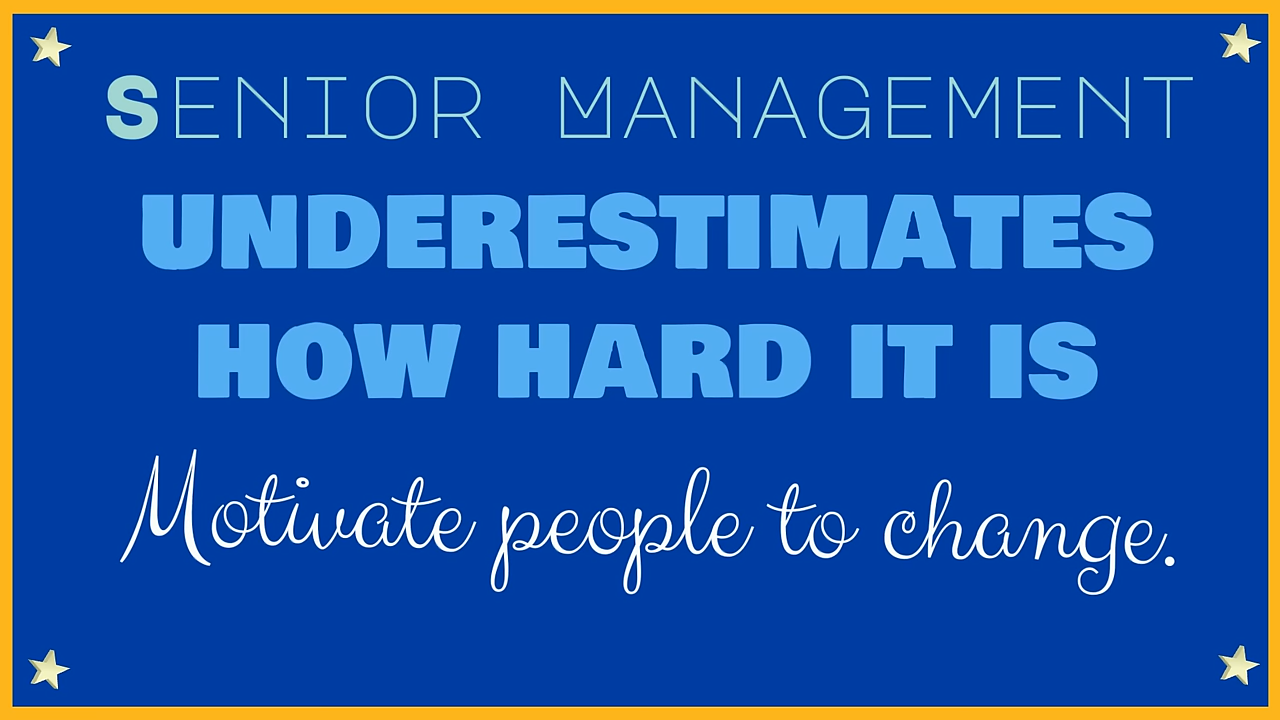 SENIOR MANAGEMENT
UNDERESTIMATES
HOW HARD IT IS
Motivate people to change.